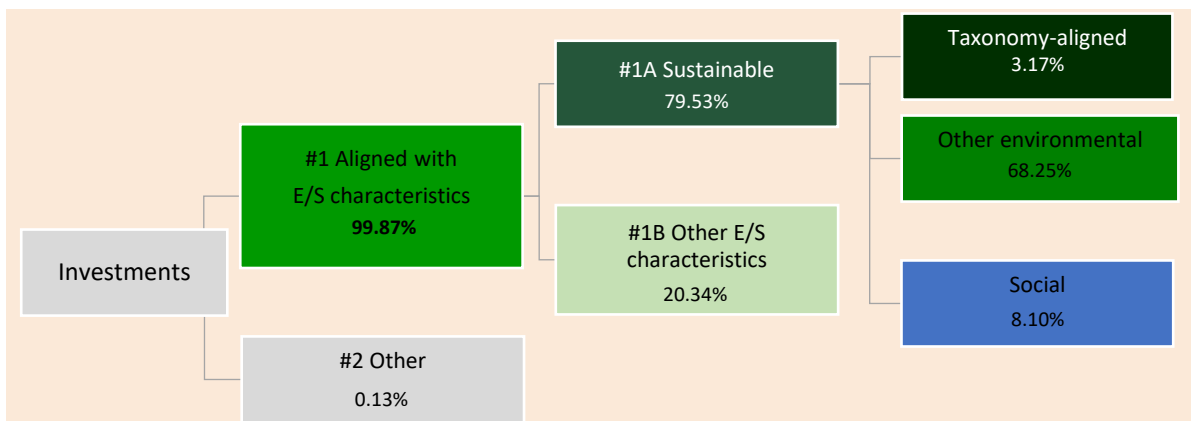 Investments
#1 Aligned with
E/S characteristics
99.87%
#2 Other
0.13%
#1A Sustainable
79.53%
#1B Other E/S
characteristics
20.34%
Taxonomy-aligned
3.17%
Other environmental
68.25%
Social
8.10%